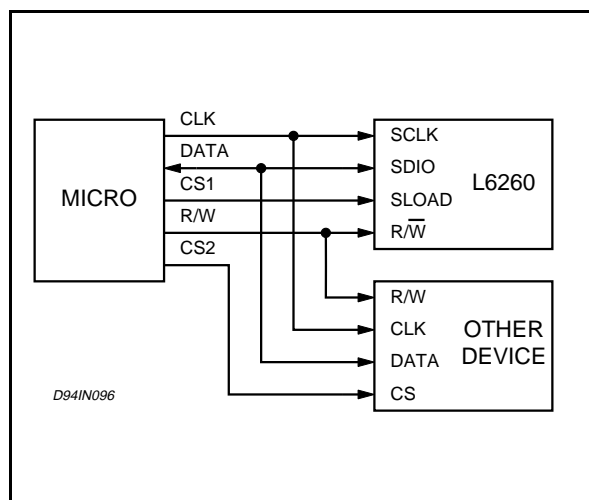 CLK
DATA
CS1
R/W
CS2
MICRO
SCLK
SDIO
SLOAD
R/W̅
L6260
R/W
CLK
DATA
CS
OTHER
DEVICE
D94IN096